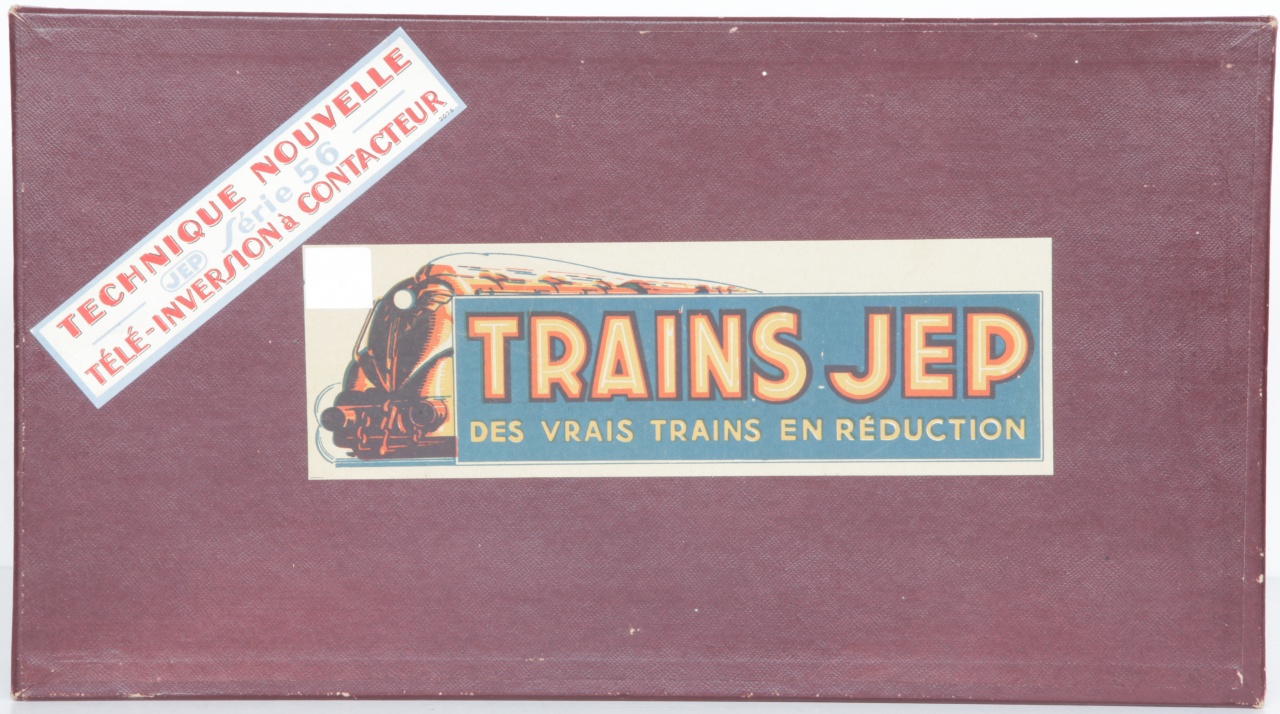 TECHNIQUE NOUVELLE
JEP Série 56
TÉLÉ-INVERSION à CONTACTEUR
TRAINS JEP
DES VRAIS TRAINS EN RÉDUCTION